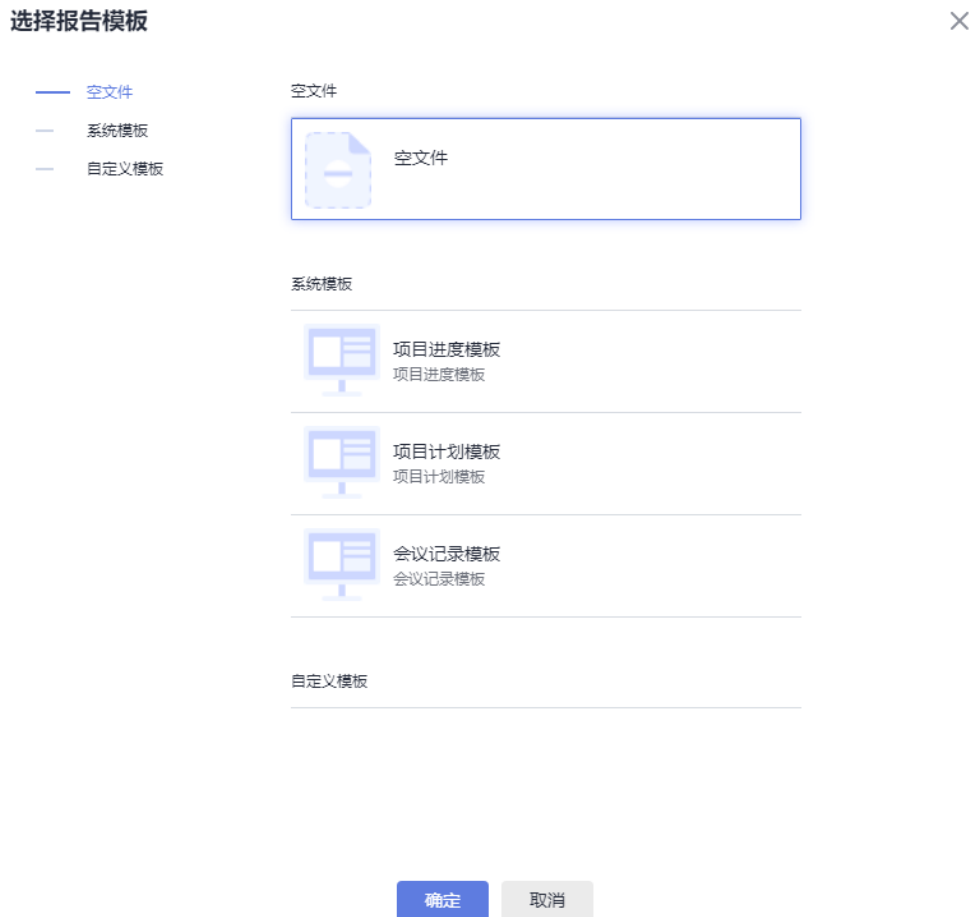 选择报告模板
空文件
系统模板
自定义模板
空文件
空文件
系统模板
项目进度模板
项目进度模板
项目计划模板
项目计划模板
会议记录模板
会议记录模板
自定义模板
确定
取消